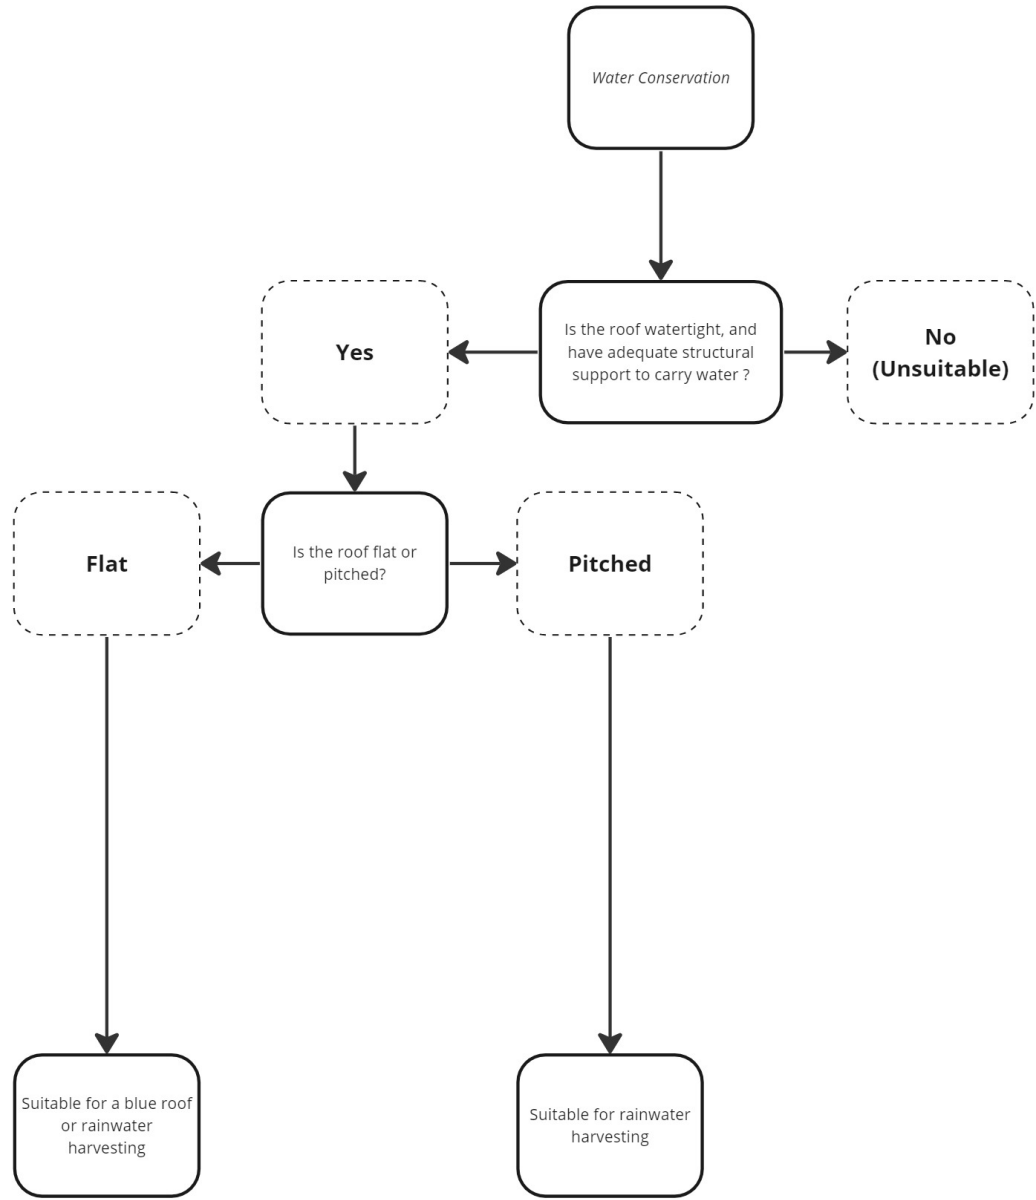 Water Conservation
Is the roof watertight, and
have adequate structural
support to carry water ?
Yes
No
(Unsuitable)
Is the roof flat or
pitched?
Flat
Pitched
Suitable for a blue roof
or rainwater
harvesting
Suitable for rainwater
harvesting